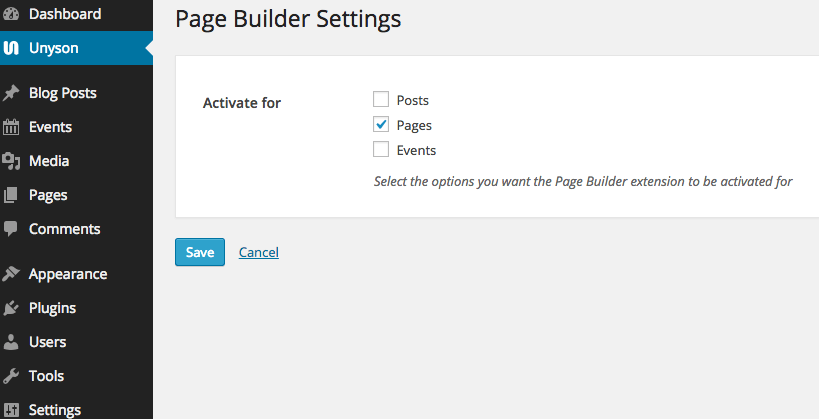 Dashboard
Unyson
Blog Posts
Events
Media
Pages
Comments
Appearance
Plugins
Users
Tools
Settings
Page Builder Settings
Activate for
Posts
Pages
Events
Select the options you want the Page Builder extension to be activated for
Save Cancel